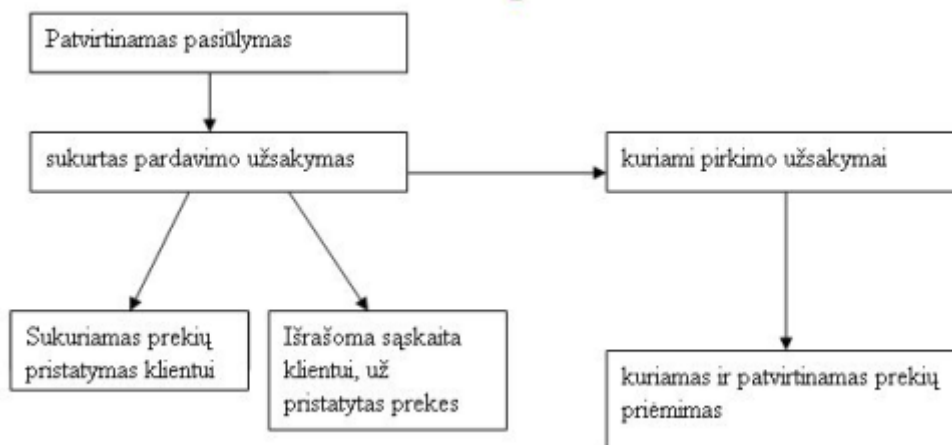 Patvirtinamas pasiūlymas
sukurtas pardavimo užsakymas
kuriami pirkimo užsakymai
Sukuriamas prekių
pristatymas klientui
Išrašoma sąskaita
klientui, už
pristatytas prekes
kuriamas ir patvirtinamas prekių
priėmimas